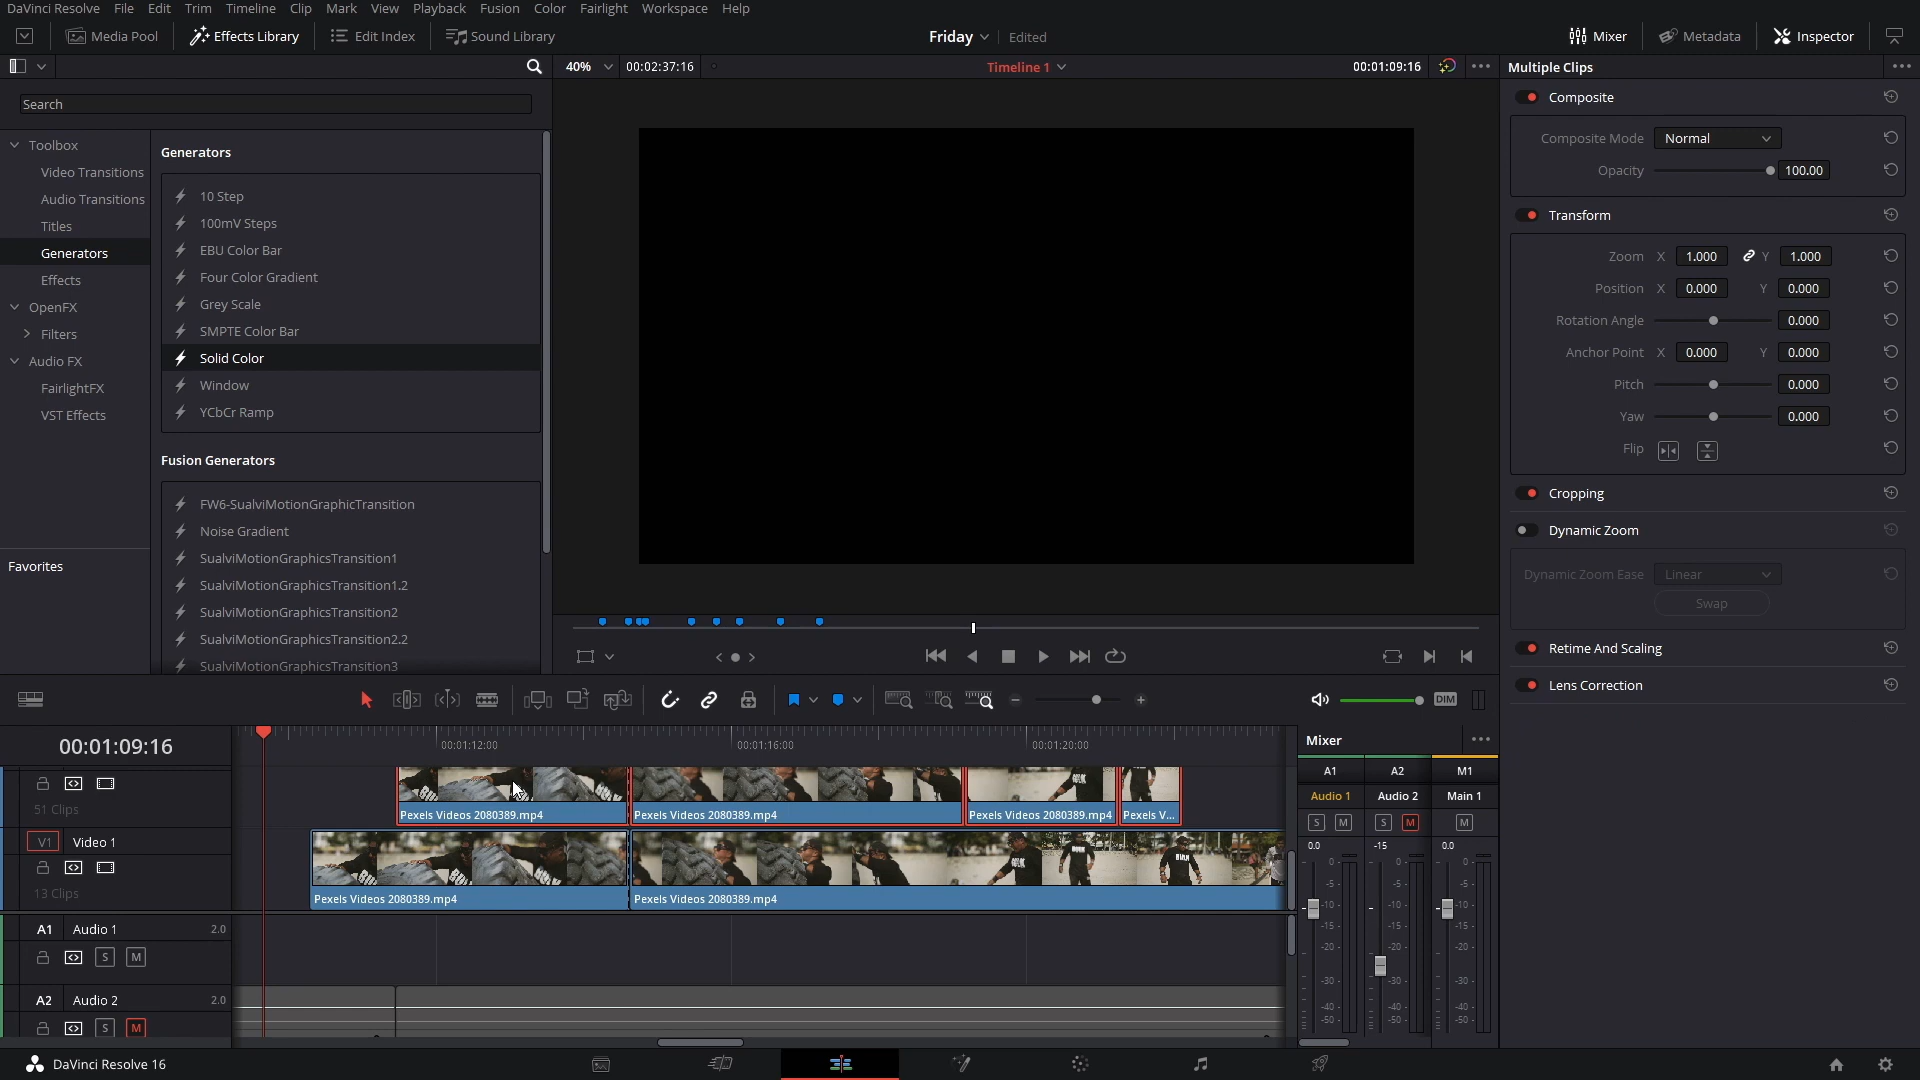 DaVinci Resolve File Edit Trim Timeline Clip Mark View Playback Fusion Color Fairlight Workspace Help
Media Pool Effects Library Edit Index Sound Library Friday Edited Mixer Metadata Inspector
40% 00:02:37:16 Timeline 1 00:01:09:16 Multiple Clips
Search
Toolbox
Video Transitions
Audio Transitions
Titles
Generators
Effects
OpenFX
Filters
Audio FX
FairlightFX
VST Effects
Favorites
Generators
10 Step
100mV Steps
EBU Color Bar
Four Color Gradient
Grey Scale
SMPTE Color Bar
Solid Color
Window
YCbCr Ramp
Fusion Generators
FW6-SualviMotionGraphicTransition
Noise Gradient
SualviMotionGraphicsTransition1
SualviMotionGraphicsTransition1.2
SualviMotionGraphicsTransition2
SualviMotionGraphicsTransition2.2
SualviMotionGraphicsTransition3
Composite
Composite Mode Normal
Opacity 100.00
Transform
Zoom X 1.000 Y 1.000
Position X 0.000 Y 0.000
Rotation Angle 0.000
Anchor Point X 0.000 Y 0.000
Pitch 0.000
Yaw 0.000
Flip
Cropping
Dynamic Zoom
Dynamic Zoom Ease Linear
Swap
Retime And Scaling
Lens Correction
DIM
00:01:09:16 00:01:12:00 00:01:16:00 00:01:20:00
51 Clips
Pexels Videos 2080389.mp4 Pexels Videos 2080389.mp4 Pexels Videos 2080389.mp4 Pexels V...
V1 Video 1
13 Clips
Pexels Videos 2080389.mp4 Pexels Videos 2080389.mp4
A1 Audio 1 2.0
S M
A2 Audio 2 2.0
S M
Mixer
A1 A2 M1
Audio 1 Audio 2 Main 1
S M S M M
0.0 -15 0.0
0- 0- 0-
-5- -5- -5-
-10- -10- -10-
-15- -15- -15-
-20- -20- -20-
-30- -30- -30-
-40- -40- -40-
-50- -50- -50-
DaVinci Resolve 16